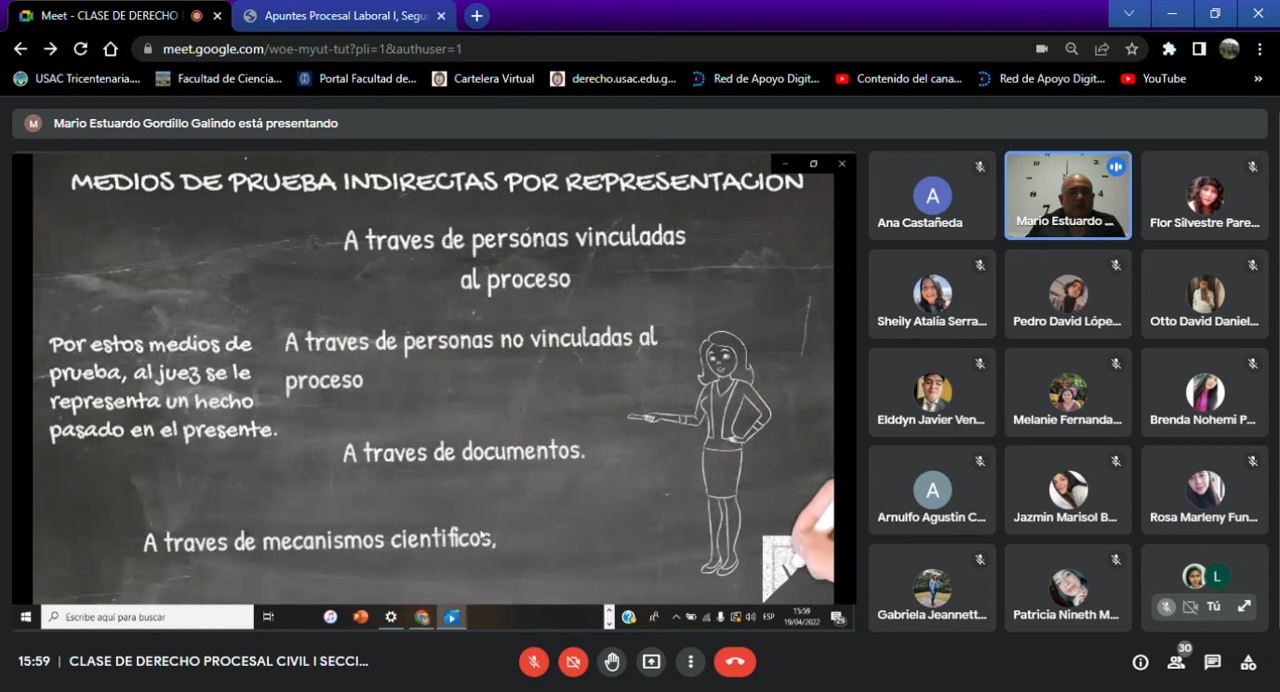 Meet - CLASE DE DERECHO
Apuntes Procesal Laboral I, Segu
meet.google.com/woe-myut-tut?pli=1&authuser=1
USAC Tricentenaria....
Facultad de Ciencia...
Portal Facultad de...
Cartelera Virtual
derecho.usac.edu.g...
Red de Apoyo Digit...
Contenido del cana...
Red de Apoyo Digit...
YouTube
»
M
Mario Estuardo Gordillo Galindo está presentando
MEDIOS DE PRUEBA INDIRECTAS POR REPRESENTACION
A traves de personas vinculadas
al proceso
Por estos medios de
prueba, al juez se le
representa un hecho
pasado en el presente.
A traves de personas no vinculadas al
proceso
A traves de documentos.
A traves de mecanismos cientificos,
Escribe aquí para buscar
ESP
15:59
19/04/2022
A
Ana Castañeda
10
2
8
4
7
Mario Estuardo ...
Flor Silvestre Pare...
Sheily Atalía Serra...
Pedro David Lópe...
Otto David Daniel...
Elddyn Javier Ven...
Melanie Fernanda...
Brenda Nohemi P...
A
Arnulfo Agustin C...
Jazmin Marisol B...
Rosa Marleny Fun...
Gabriela Jeannett...
Patricia Nineth M...
L
Tú
15:59 | CLASE DE DERECHO PROCESAL CIVIL I SECCI...
30